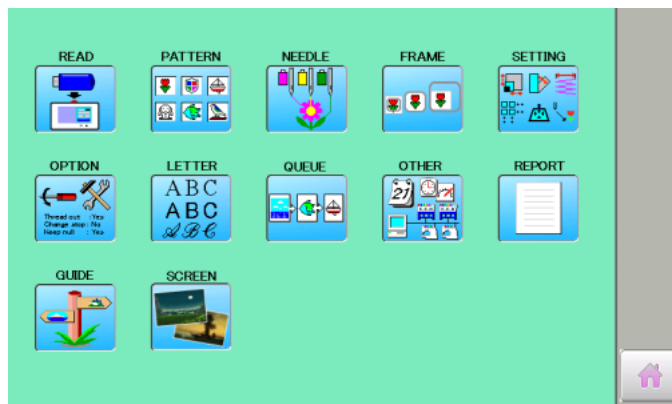 READ PATTERN NEEDLE FRAME SETTING
OPTION LETTER QUEUE OTHER REPORT
Thread cut :Yes
Change stop: No
Keep null : Yes
ABC
ABC
ABC
21
GUIDE SCREEN